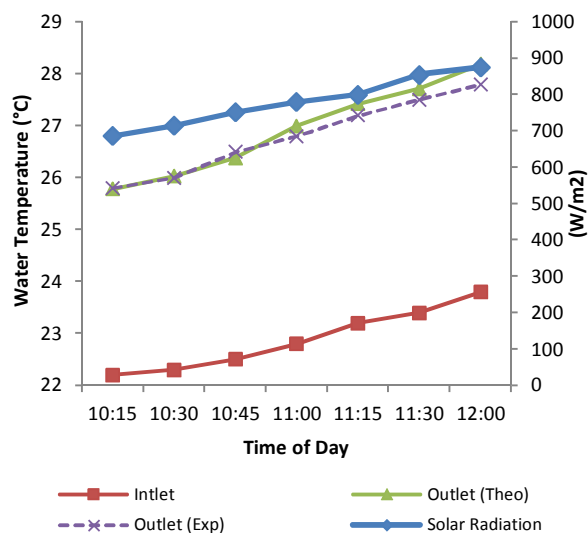 29
28
27
26
25
24
23
22
Water Temperature (°C)
1000
900
800
700
600
500
400
300
200
100
0
(W/m2)
10:15 10:30 10:45 11:00 11:15 11:30 12:00
Time of Day
Intlet
Outlet (Theo)
Outlet (Exp)
Solar Radiation